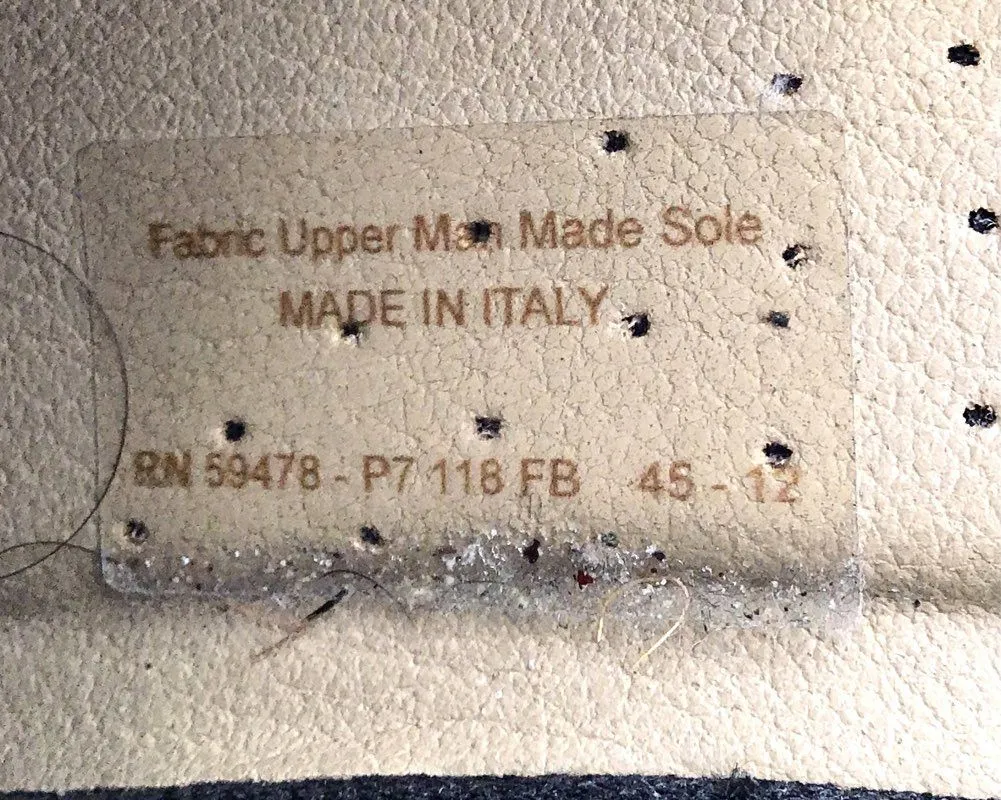 Fabric Upper Man Made Sole
MADE IN ITALY
RN 59478 - P7 118 FB 45 - 12